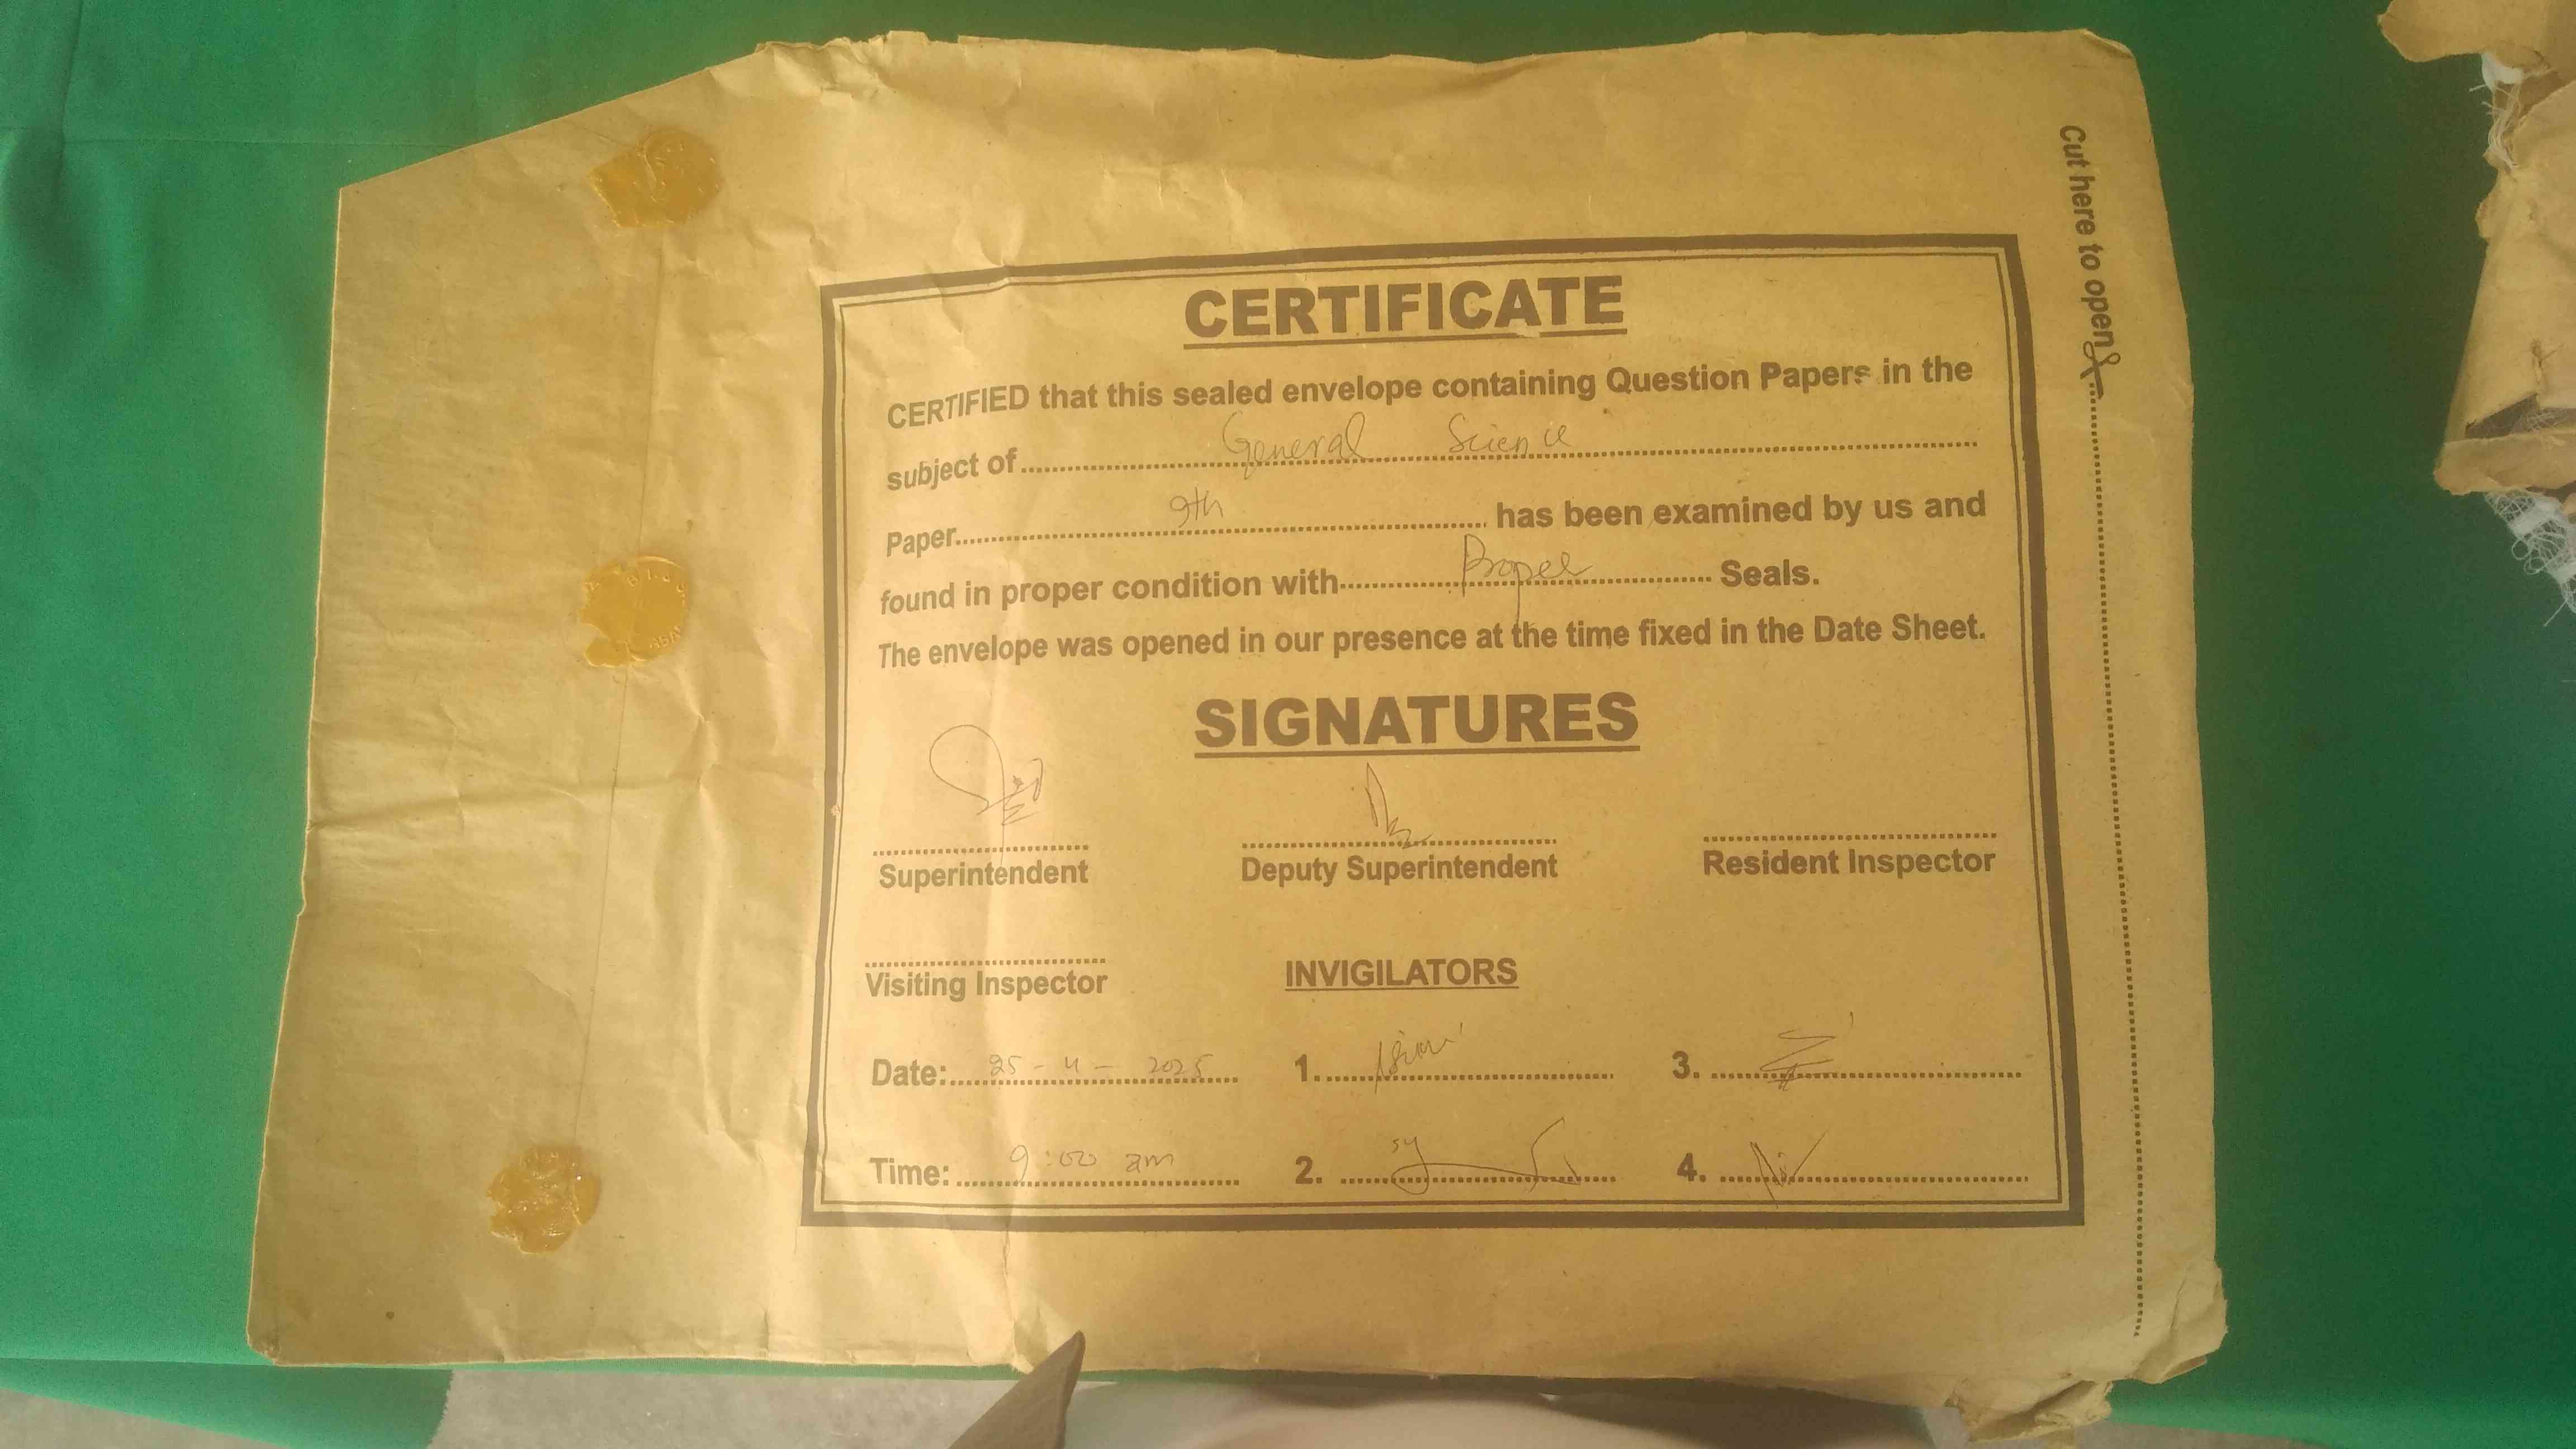 CERTIFICATE
CERTIFIED that this sealed envelope containing Question Papers in the
subject of General Science
Paper 9th has been examined by us and
found in proper condition with Proper Seals.
The envelope was opened in our presence at the time fixed in the Date Sheet.
SIGNATURES
Superintendent Deputy Superintendent Resident Inspector
Visiting Inspector INVIGILATORS
Date: 25-4-2025 1. 3.
Time: 9:00 am 2. 4.
Cut here to open